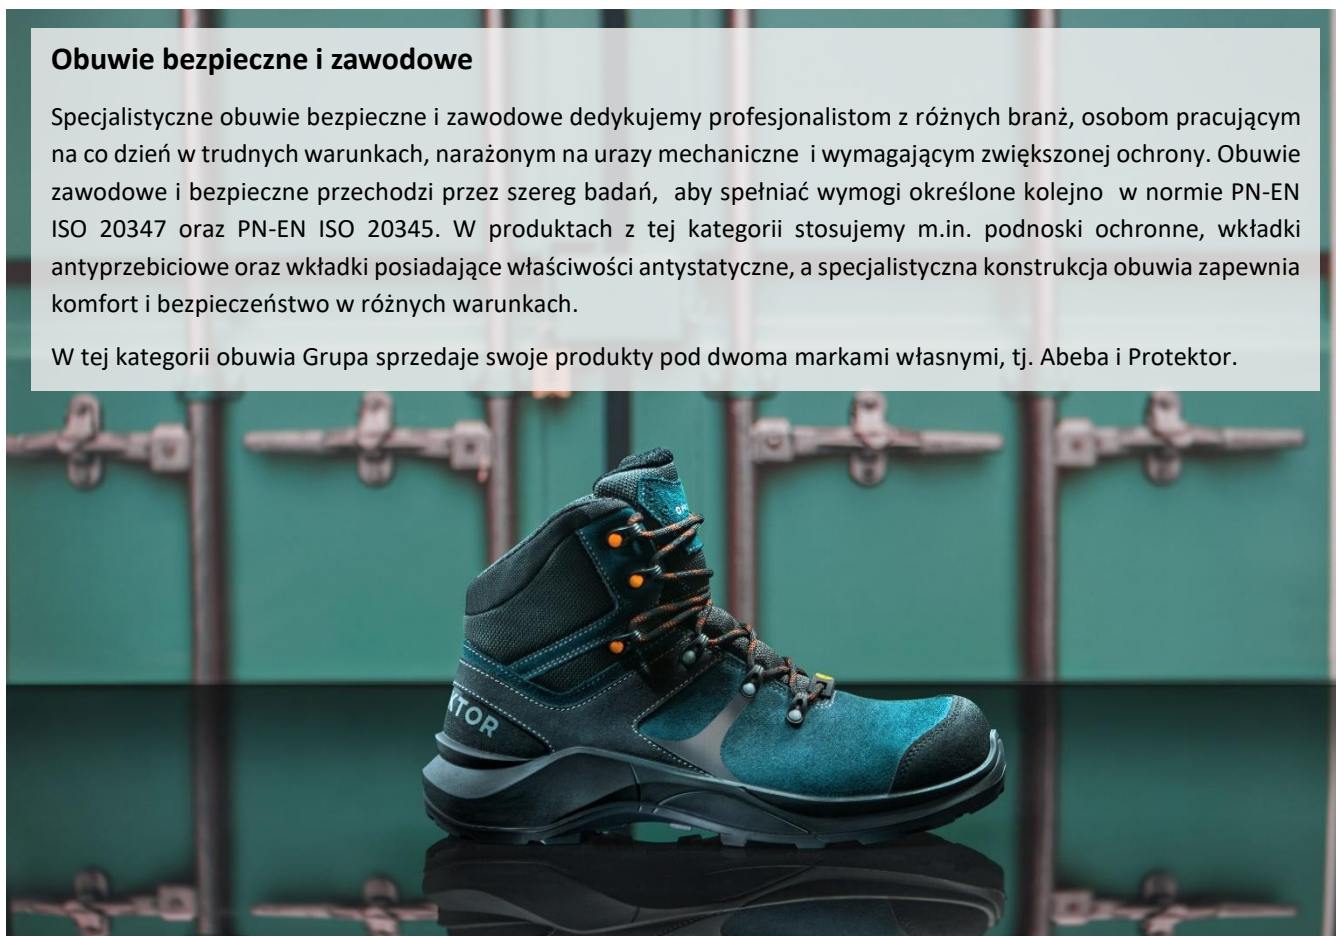 Obuwie bezpieczne i zawodowe
Specjalistyczne obuwie bezpieczne i zawodowe dedykujemy profesjonalistom z różnych branż, osobom pracującym
na co dzień w trudnych warunkach, narażonym na urazy mechaniczne i wymagającym zwiększonej ochrony. Obuwie
zawodowe i bezpieczne przechodzi przez szereg badań, aby spełniać wymogi określone kolejno w normie PN-EN
ISO 20347 oraz PN-EN ISO 20345. W produktach z tej kategorii stosujemy m.in. podnoski ochronne, wkładki
antyprzebiciowe oraz wkładki posiadające właściwości antystatyczne, a specjalistyczna konstrukcja obuwia zapewnia
komfort i bezpieczeństwo w różnych warunkach.
W tej kategorii obuwia Grupa sprzedaje swoje produkty pod dwoma markami własnymi, tj. Abeba i Protektor.
KTOR